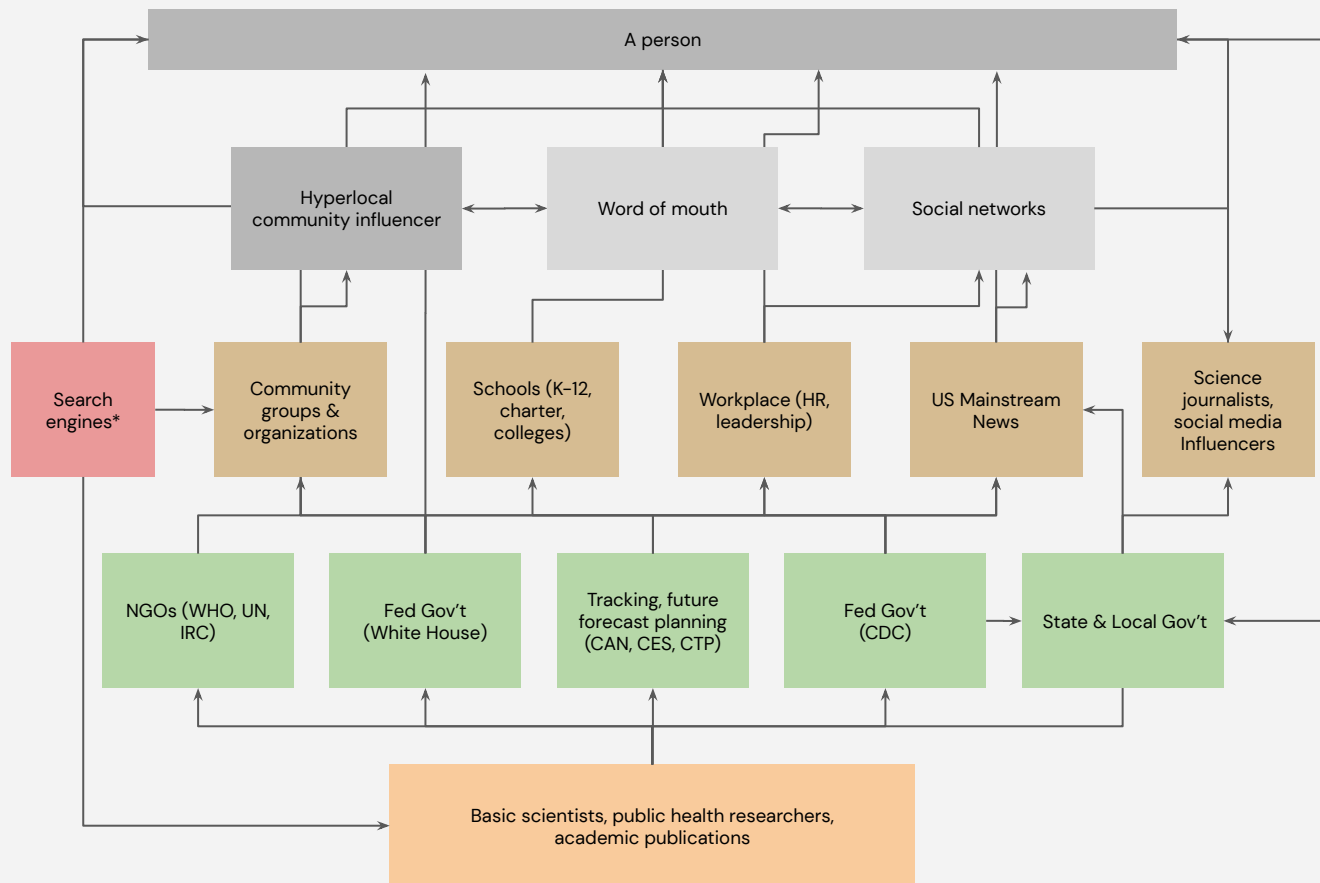 A person
Hyperlocal
community influencer
Word of mouth
Social networks
Search
engines*
Community
groups &
organizations
Schools (K-12,
charter,
colleges)
Workplace (HR,
leadership)
US Mainstream
News
Science
journalists,
social media
Influencers
NGOs (WHO, UN,
IRC)
Fed Gov’t
(White House)
Tracking, future
forecast planning
(CAN, CES, CTP)
Fed Gov’t
(CDC)
State & Local Gov’t
Basic scientists, public health researchers,
academic publications